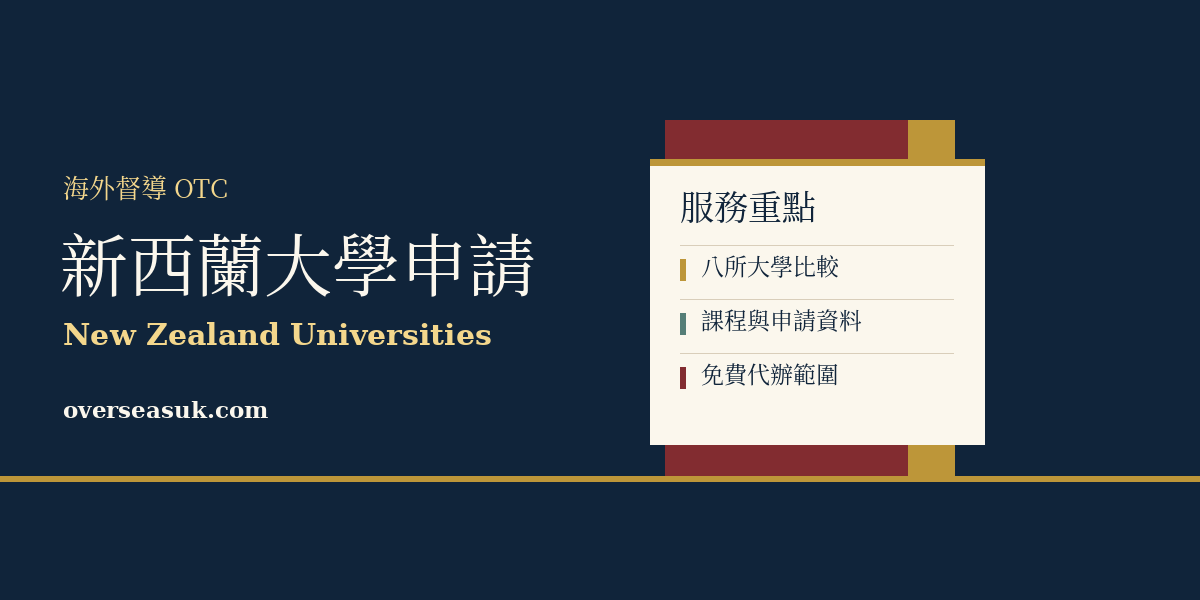 海外督導 OTC
新西蘭大學申請
New Zealand Universities
overseasuk.com
服務重點
八所大學比較
課程與申請資料
免費代辦範圍